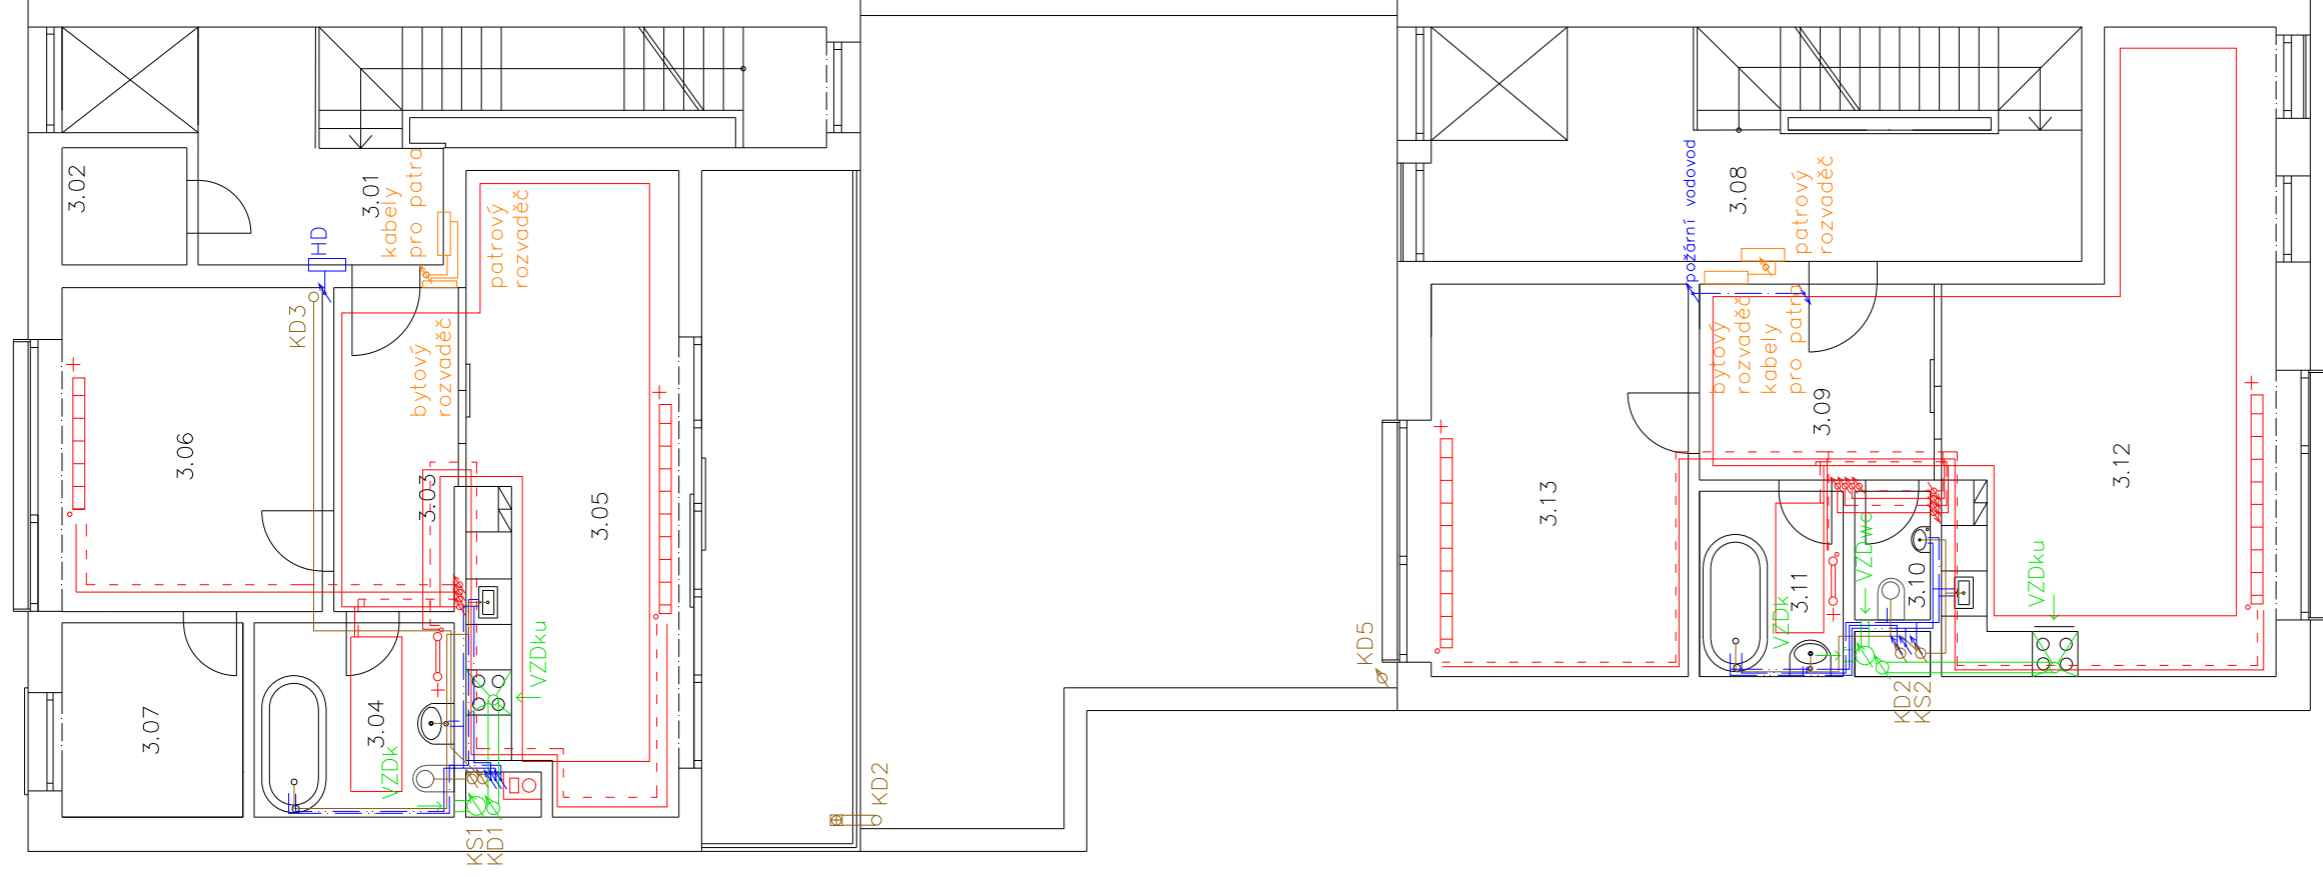 3.02
3.01
kabely
pro patro
HD
patrový
rozvaděč
KD3
bytový
rozvaděč
3.06
3.03
3.05
3.07
3.04
VZDk
VZDku
KS1
KD1
KD2
požární vodovod
3.08
patrový
rozvaděč
bytový
rozvaděč
kabely
pro patro
3.09
3.13
3.12
VZDwc
3.10
3.11
VZDk
VZDku
KD5
KD2
KS2